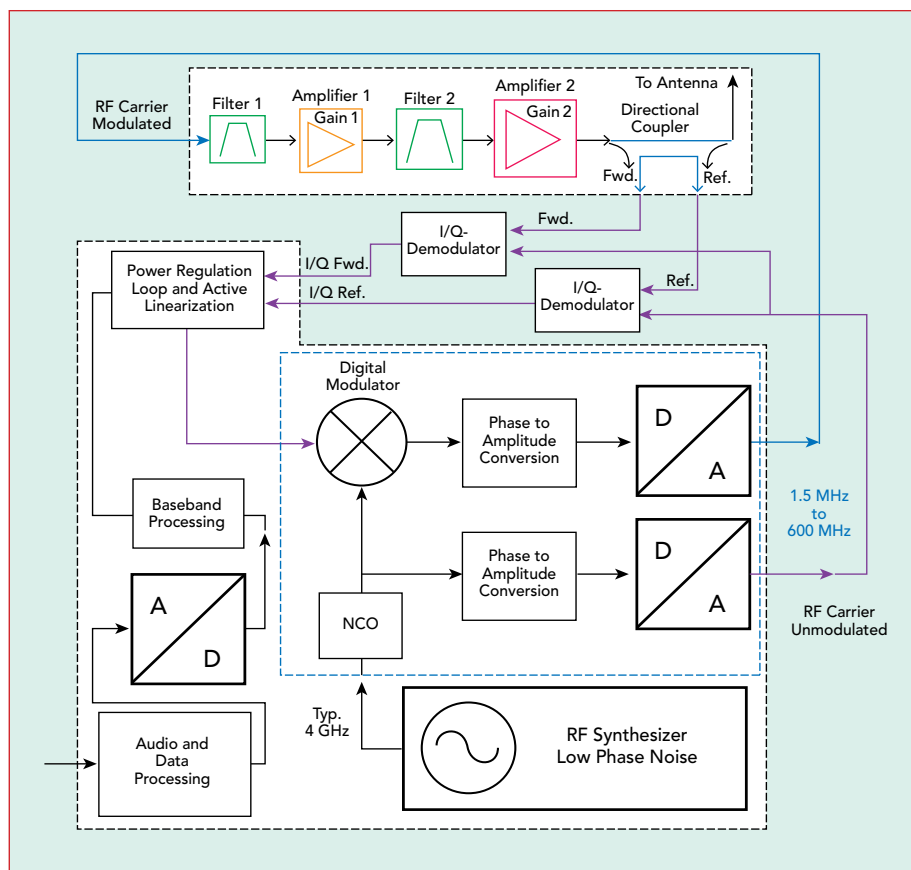 To Antenna
Directional
Coupler
RF Carrier
Modulated
Filter 1
Amplifier 1
Gain 1
Filter 2
Amplifier 2
Gain 2
Fwd.
Ref.
Fwd.
I/Q-
Demodulator
I/Q Fwd.
Power Regulation
Loop and Active
Linearization
Ref.
I/Q-
Demodulator
I/Q Ref.
Digital
Modulator
Phase to
Amplitude
Conversion
D
A
Baseband
Processing
1.5 MHz
to
600 MHz
Phase to
Amplitude
Conversion
D
A
A
D
NCO
RF Carrier
Unmodulated
Typ.
4 GHz
RF Synthesizer
Low Phase Noise
Audio and
Data
Processing